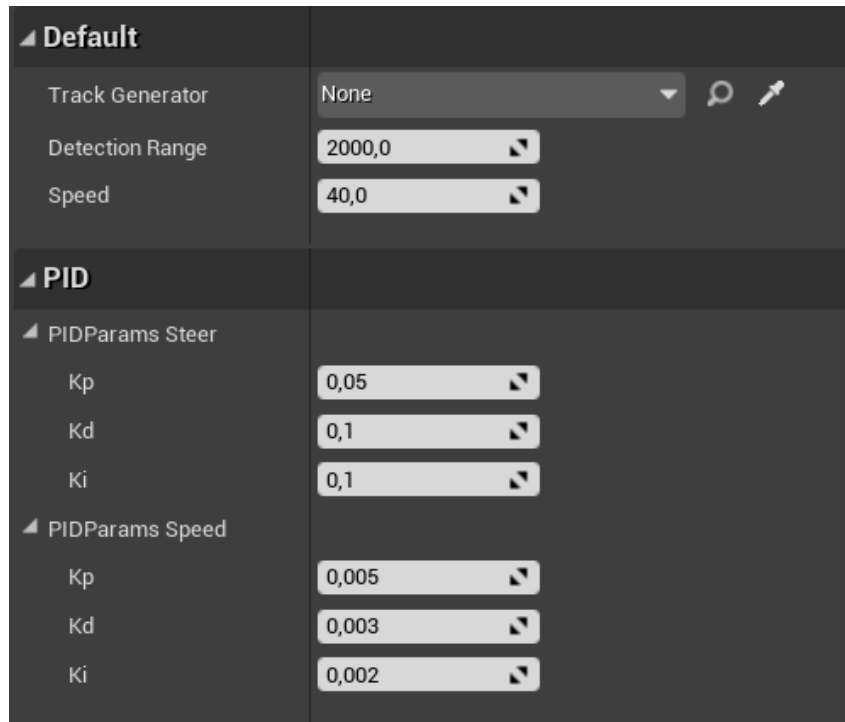 Default
Track Generator None
Detection Range 2000,0
Speed 40,0
PID
PIDParams Steer
Kp 0,05
Kd 0,1
Ki 0,1
PIDParams Speed
Kp 0,005
Kd 0,003
Ki 0,002